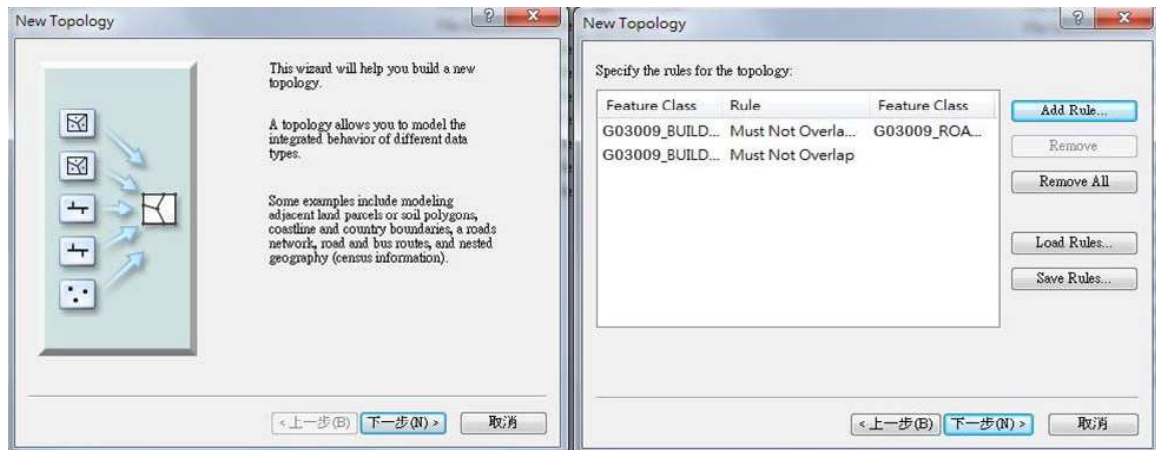 New Topology
This wizard will help you build a new
topology.
A topology allows you to model the
integrated behavior of different data
types.
Some examples include modeling
adjacent land parcels or soil polygons,
coastline and country boundaries, a roads
network, road and bus routes, and nested
geography (census information).
<上一步(B) 下一步(N)> 取消
New Topology
Specify the rules for the topology:
Feature Class Rule Feature Class
G03009_BUILD... Must Not Overla... G03009_ROA...
G03009_BUILD... Must Not Overlap
Add Rule...
Remove
Remove All
Load Rules...
Save Rules...
<上一步(B) 下一步(N)> 取消